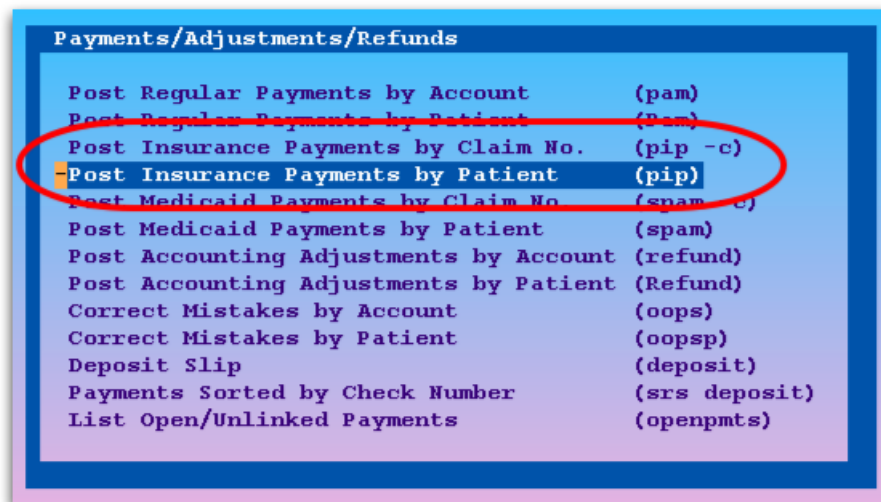 Payments/Adjustments/Refunds
Post Regular Payments by Account (pam)
Post Regular Payments by Patient (Pam)
Post Insurance Payments by Claim No. (pip -c)
Post Insurance Payments by Patient (pip)
Post Medicaid Payments by Claim No. (spam -c)
Post Medicaid Payments by Patient (spam)
Post Accounting Adjustments by Account (refund)
Post Accounting Adjustments by Patient (Refund)
Correct Mistakes by Account (oops)
Correct Mistakes by Patient (oopsp)
Deposit Slip (deposit)
Payments Sorted by Check Number (srs deposit)
List Open/Unlinked Payments (openpmts)